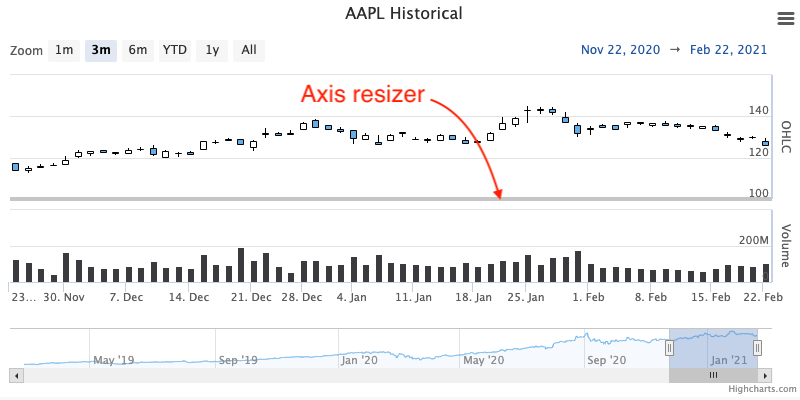 AAPL Historical
Zoom 1m 3m 6m YTD 1y All Nov 22, 2020 → Feb 22, 2021
Axis resizer
140
120
100
OHLC
200M
Volume
23… 30. Nov 7. Dec 14. Dec 21. Dec 28. Dec 4. Jan 11. Jan 18. Jan 25. Jan 1. Feb 8. Feb 15. Feb 22. Feb
May '19 Sep '19 Jan '20 May '20 Sep '20 Jan '21
Highcharts.com